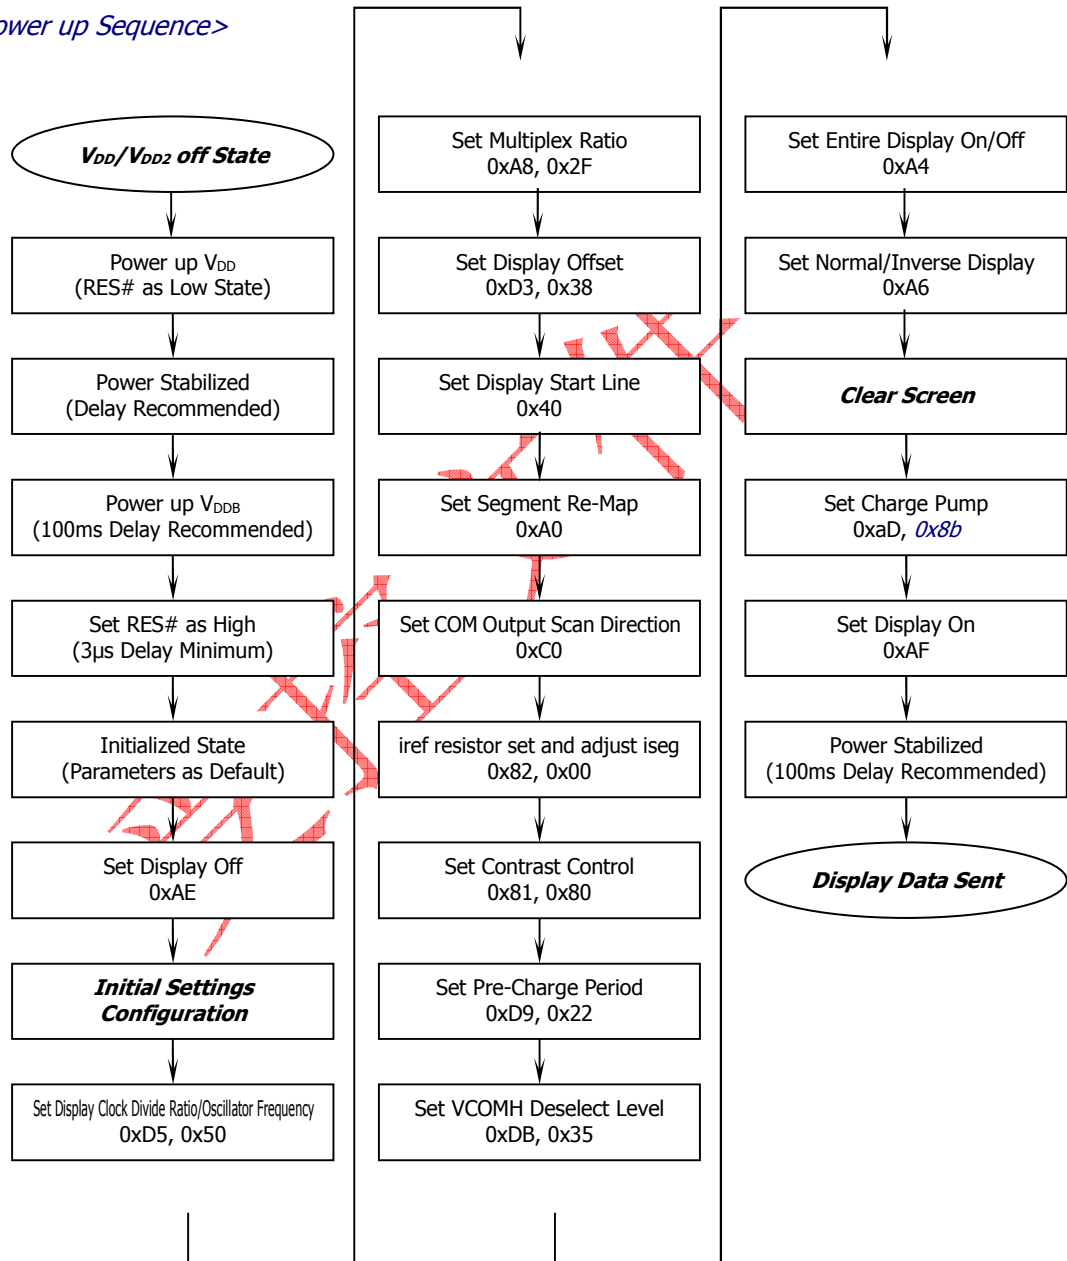 ower up Sequence>
VDD/VDD2 off State
Power up VDD
(RES# as Low State)
Power Stabilized
(Delay Recommended)
Power up VDDB
(100ms Delay Recommended)
Set RES# as High
(3µs Delay Minimum)
Initialized State
(Parameters as Default)
Set Display Off
0xAE
Initial Settings
Configuration
Set Display Clock Divide Ratio/Oscillator Frequency
0xD5, 0x50
Set Multiplex Ratio
0xA8, 0x2F
Set Display Offset
0xD3, 0x38
Set Display Start Line
0x40
Set Segment Re-Map
0xA0
Set COM Output Scan Direction
0xC0
iref resistor set and adjust iseg
0x82, 0x00
Set Contrast Control
0x81, 0x80
Set Pre-Charge Period
0xD9, 0x22
Set VCOMH Deselect Level
0xDB, 0x35
Set Entire Display On/Off
0xA4
Set Normal/Inverse Display
0xA6
Clear Screen
Set Charge Pump
0xaD, 0x8b
Set Display On
0xAF
Power Stabilized
(100ms Delay Recommended)
Display Data Sent